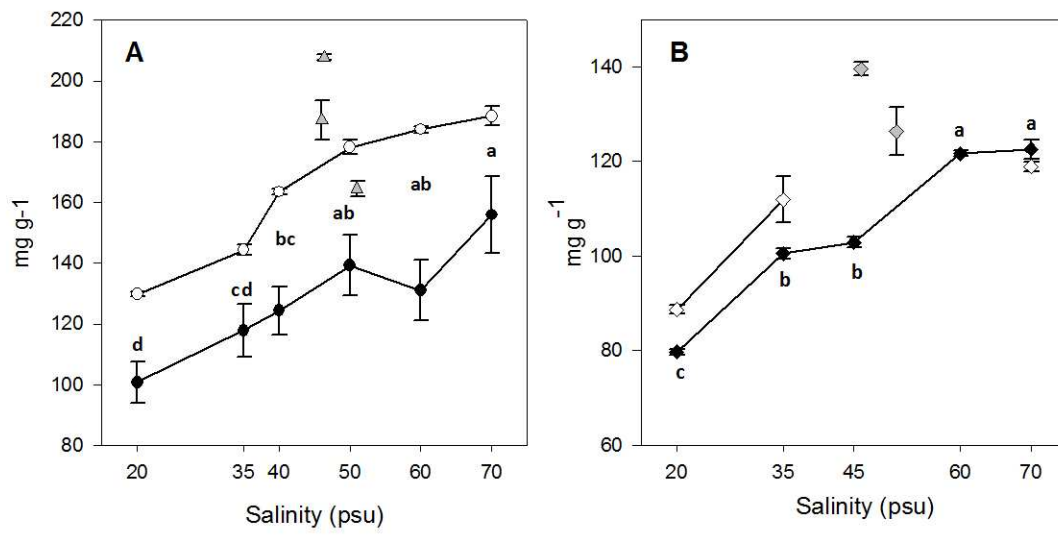 A
220
200
180
160
140
120
100
80
mg g-1
a
ab
ab
bc
cd
d
20 35 40 50 60 70
Salinity (psu)
B
140
120
100
80
60
mg g-1
a a
b b
c
20 35 45 60 70
Salinity (psu)